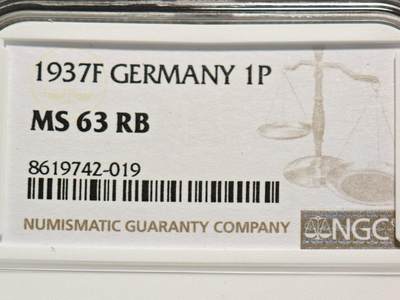 1937F GERMANY 1P
MS 63 RB
8619742-019
NUMISMATIC GUARANTY COMPANY
NGC